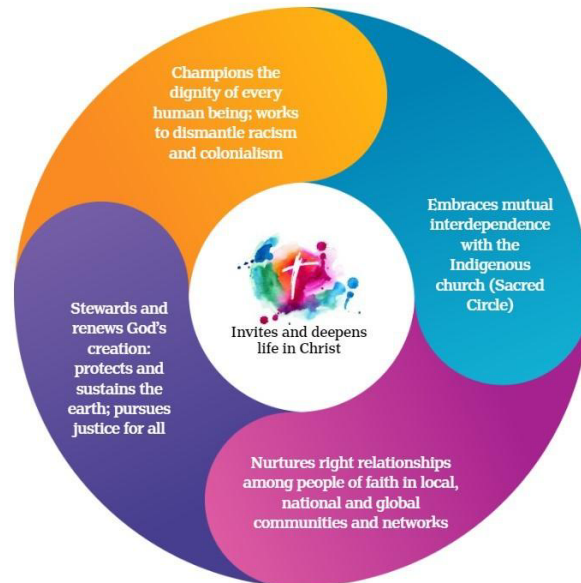 Champions the
dignity of every
human being; works
to dismantle racism
and colonialism
Embraces mutual
interdependence
with the
Indigenous
church (Sacred
Circle)
Invites and deepens
life in Christ
Stewards and
renews God’s
creation:
protects and
sustains the
earth; pursues
justice for all
Nurtures right relationships
among people of faith in local,
national and global
communities and networks